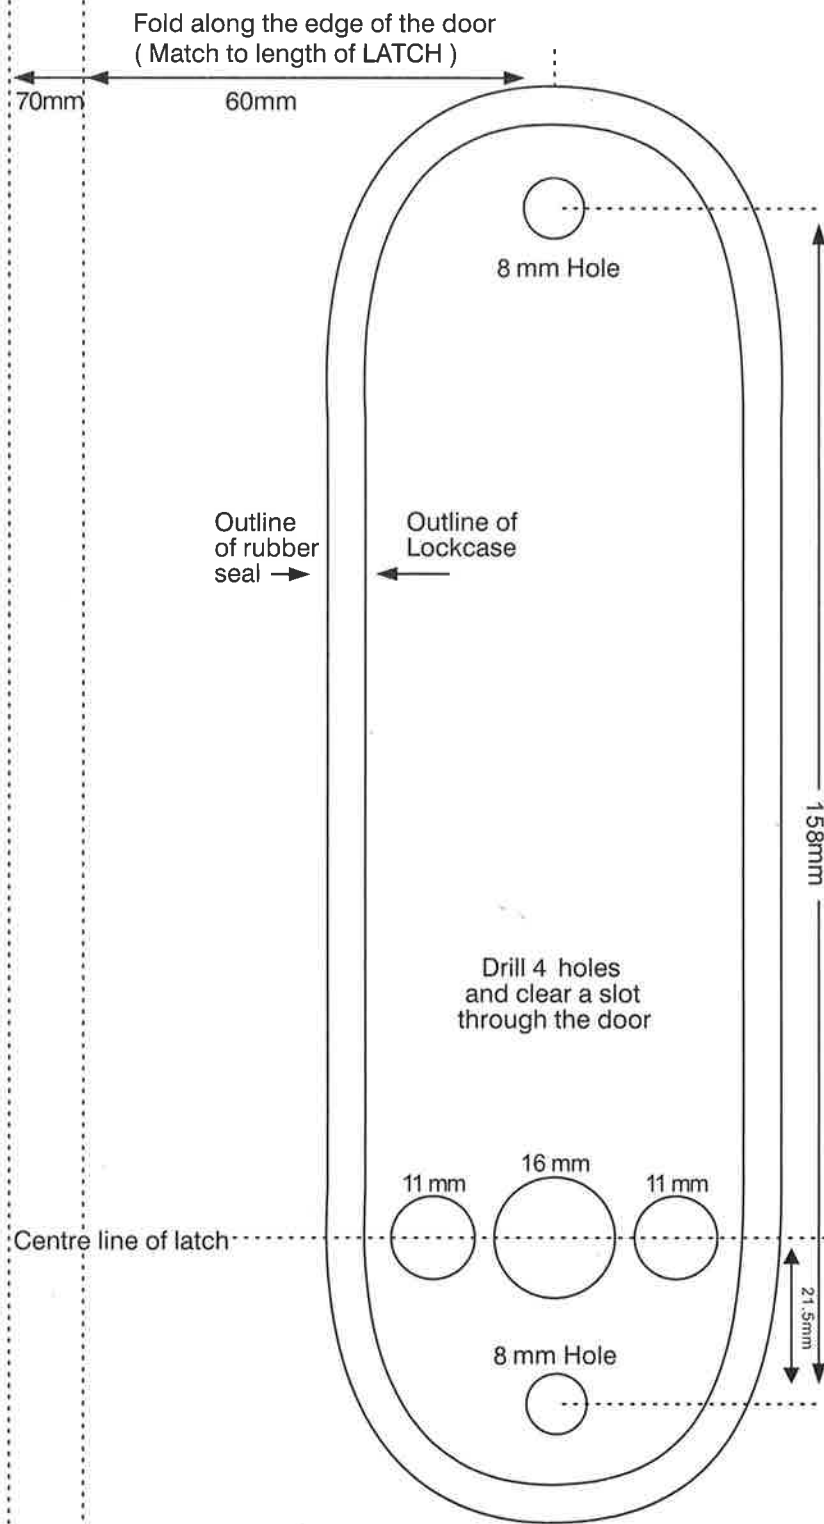 Fold along the edge of the door
( Match to length of LATCH )
70mm
60mm
8 mm Hole
Outline
of rubber
seal
Outline of
Lockcase
158mm
Drill 4 holes
and clear a slot
through the door
11 mm
16 mm
11 mm
Centre line of latch
21.5mm
8 mm Hole